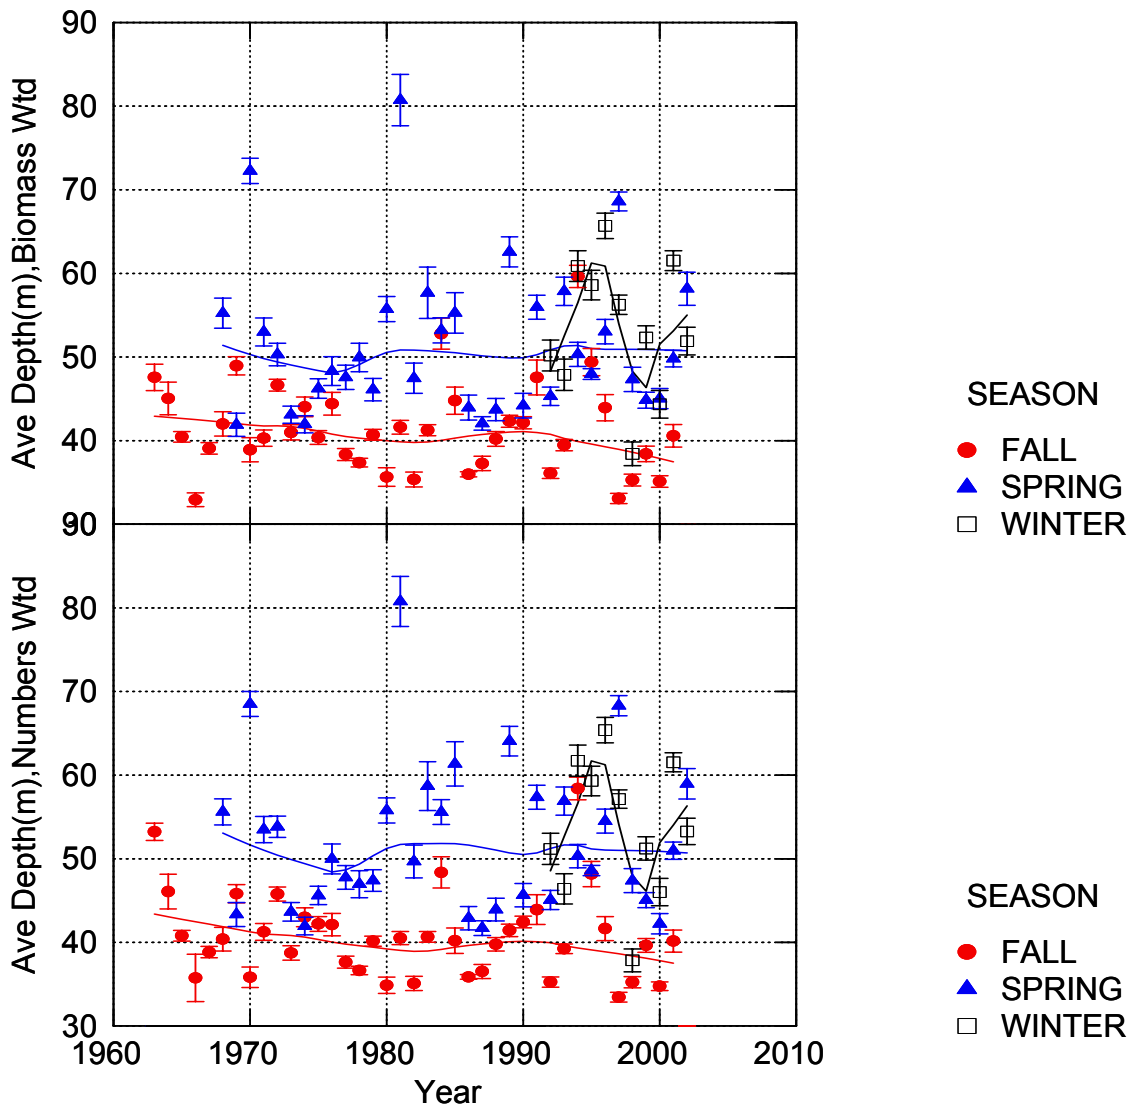 90
80
70
60
50
40
30
Ave Depth(m),Biomass Wtd
SEASON
FALL
SPRING
WINTER
90
80
70
60
50
40
30
Ave Depth(m),Numbers Wtd
SEASON
FALL
SPRING
WINTER
1960 1970 1980 1990 2000 2010
Year